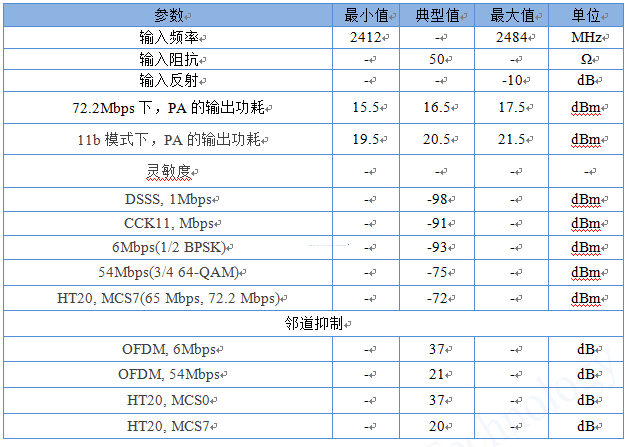 参数 最小值 典型值 最大值 单位
输入频率 2412 - 2484 MHz
输入阻抗 - 50 - Ω
输入反射 - - -10 dB
72.2Mbps 下，PA 的输出功耗 15.5 16.5 17.5 dBm
11b 模式下，PA 的输出功耗 19.5 20.5 21.5 dBm
灵敏度 - - - -
DSSS, 1Mbps - -98 - dBm
CCK11, Mbps - -91 - dBm
6Mbps(1/2 BPSK) - -93 - dBm
54Mbps(3/4 64-QAM) - -75 - dBm
HT20, MCS7(65 Mbps, 72.2 Mbps) - -72 - dBm
邻道抑制
OFDM, 6Mbps - 37 - dB
OFDM, 54Mbps - 21 - dB
HT20, MCS0 - 37 - dB
HT20, MCS7 - 20 - dB
Technology